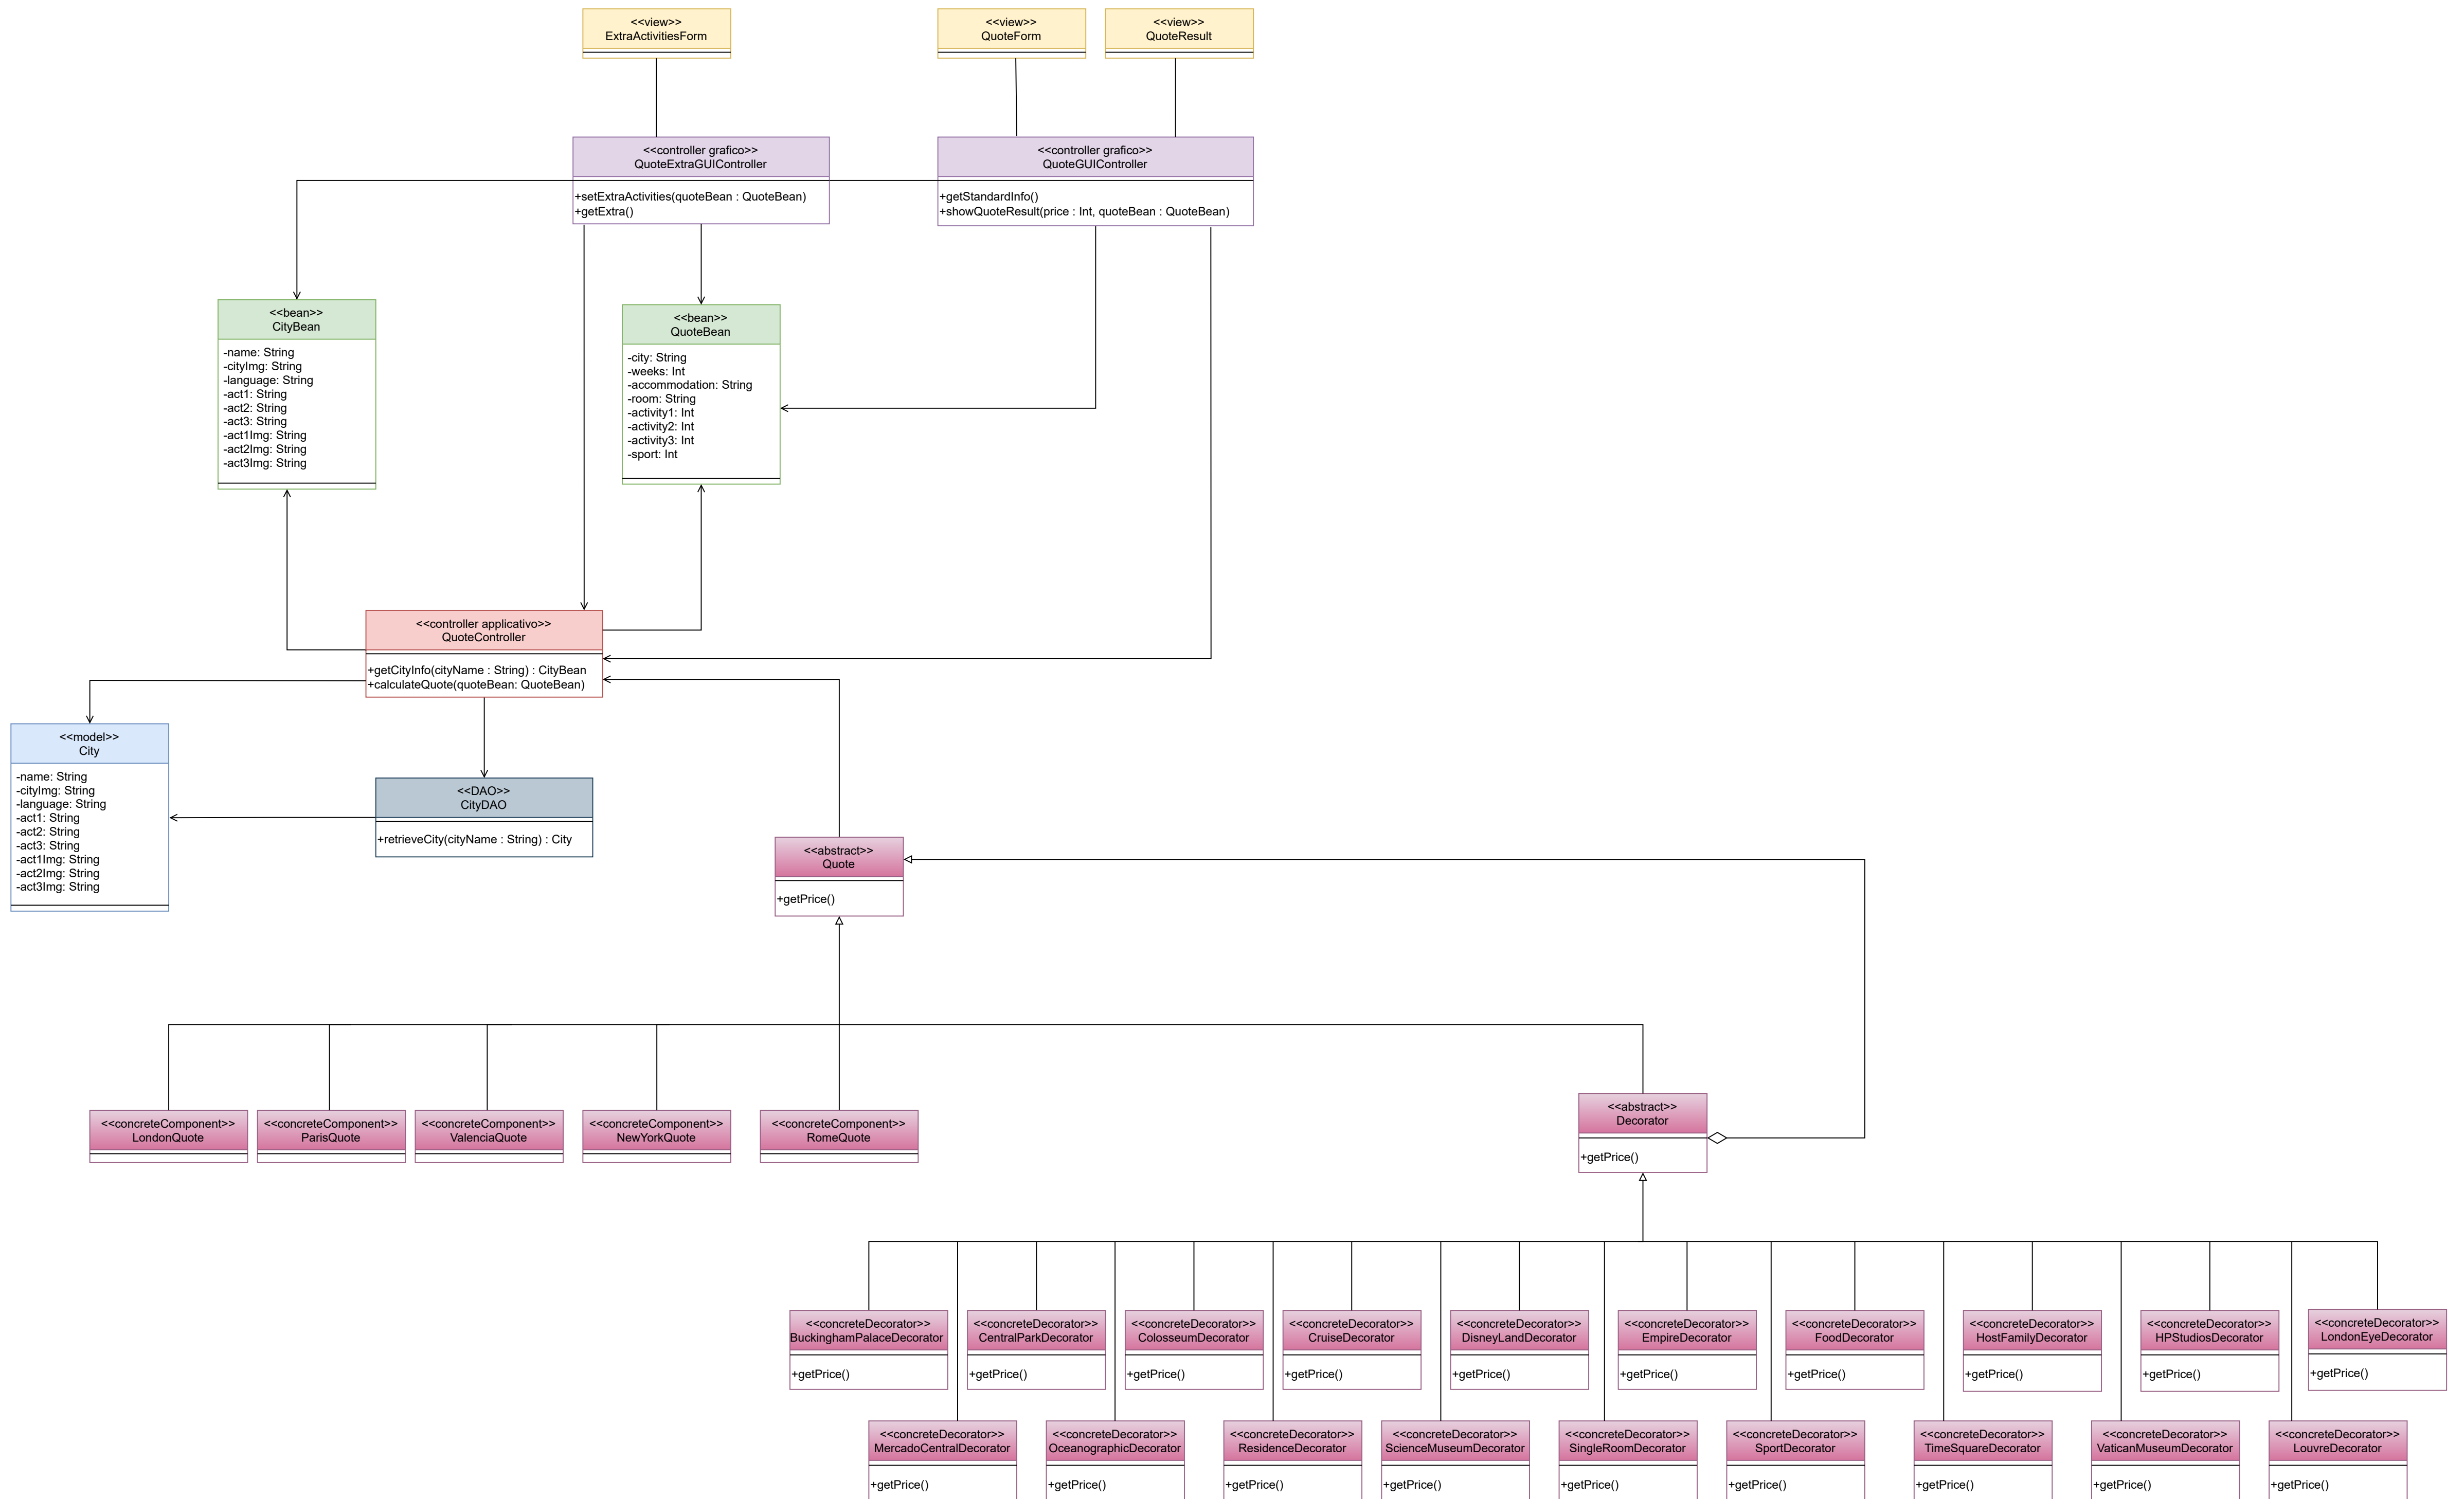 <<view>>
ExtraActivitiesForm
<<view>>
QuoteForm
<<view>>
QuoteResult
<<controller grafico>>
QuoteExtraGUIController
+setExtraActivities(quoteBean : QuoteBean)
+getExtra()
<<controller grafico>>
QuoteGUIController
+getStandardInfo()
+showQuoteResult(price : Int, quoteBean : QuoteBean)
<<bean>>
CityBean
-name: String
-cityImg: String
-language: String
-act1: String
-act2: String
-act3: String
-act1Img: String
-act2Img: String
-act3Img: String
<<bean>>
QuoteBean
-city: String
-weeks: Int
-accommodation: String
-room: String
-activity1: Int
-activity2: Int
-activity3: Int
-sport: Int
<<controller applicativo>>
QuoteController
+getCityInfo(cityName : String) : CityBean
+calculateQuote(quoteBean: QuoteBean)
<<model>>
City
-name: String
-cityImg: String
-language: String
-act1: String
-act2: String
-act3: String
-act1Img: String
-act2Img: String
-act3Img: String
<<DAO>>
CityDAO
+retrieveCity(cityName : String) : City
<<abstract>>
Quote
+getPrice()
<<concreteComponent>>
LondonQuote
<<concreteComponent>>
ParisQuote
<<concreteComponent>>
ValenciaQuote
<<concreteComponent>>
NewYorkQuote
<<concreteComponent>>
RomeQuote
<<abstract>>
Decorator
+getPrice()
<<concreteDecorator>>
BuckinghamPalaceDecorator
+getPrice()
<<concreteDecorator>>
CentralParkDecorator
+getPrice()
<<concreteDecorator>>
ColosseumDecorator
+getPrice()
<<concreteDecorator>>
CruiseDecorator
+getPrice()
<<concreteDecorator>>
DisneyLandDecorator
+getPrice()
<<concreteDecorator>>
EmpireDecorator
+getPrice()
<<concreteDecorator>>
FoodDecorator
+getPrice()
<<concreteDecorator>>
HostFamilyDecorator
+getPrice()
<<concreteDecorator>>
HPStudiosDecorator
+getPrice()
<<concreteDecorator>>
LondonEyeDecorator
+getPrice()
<<concreteDecorator>>
MercadoCentralDecorator
+getPrice()
<<concreteDecorator>>
OceanographicDecorator
+getPrice()
<<concreteDecorator>>
ResidenceDecorator
+getPrice()
<<concreteDecorator>>
ScienceMuseumDecorator
+getPrice()
<<concreteDecorator>>
SingleRoomDecorator
+getPrice()
<<concreteDecorator>>
SportDecorator
+getPrice()
<<concreteDecorator>>
TimeSquareDecorator
+getPrice()
<<concreteDecorator>>
VaticanMuseumDecorator
+getPrice()
<<concreteDecorator>>
LouvreDecorator
+getPrice()